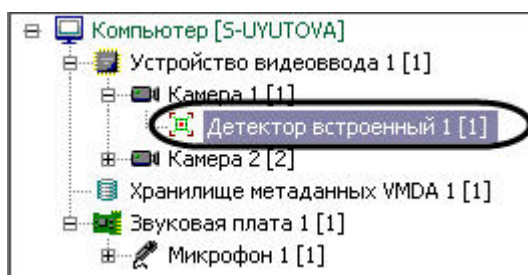 Компьютер [S-UYUTOVA]
Устройство видеоввода 1 [1]
Камера 1 [1]
Детектор встроенный 1 [1]
Камера 2 [2]
Хранилище метаданных VMDA 1 [1]
Звуковая плата 1 [1]
Микрофон 1 [1]